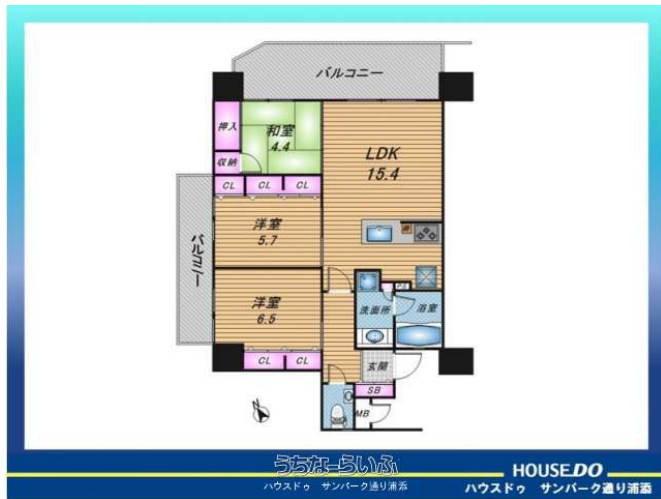 バルコニー
押入
和室
4.4
収納
LDK
15.4
CL CL CL
洋室
5.7
バルコニー
洋室
6.5
PS
洗面所
浴室
CL CL
玄関
SB
MB
うちなーらいふ
ハウスドゥ サンパーク通り浦添
HOUSE DO
ハウスドゥ サンパーク通り浦添